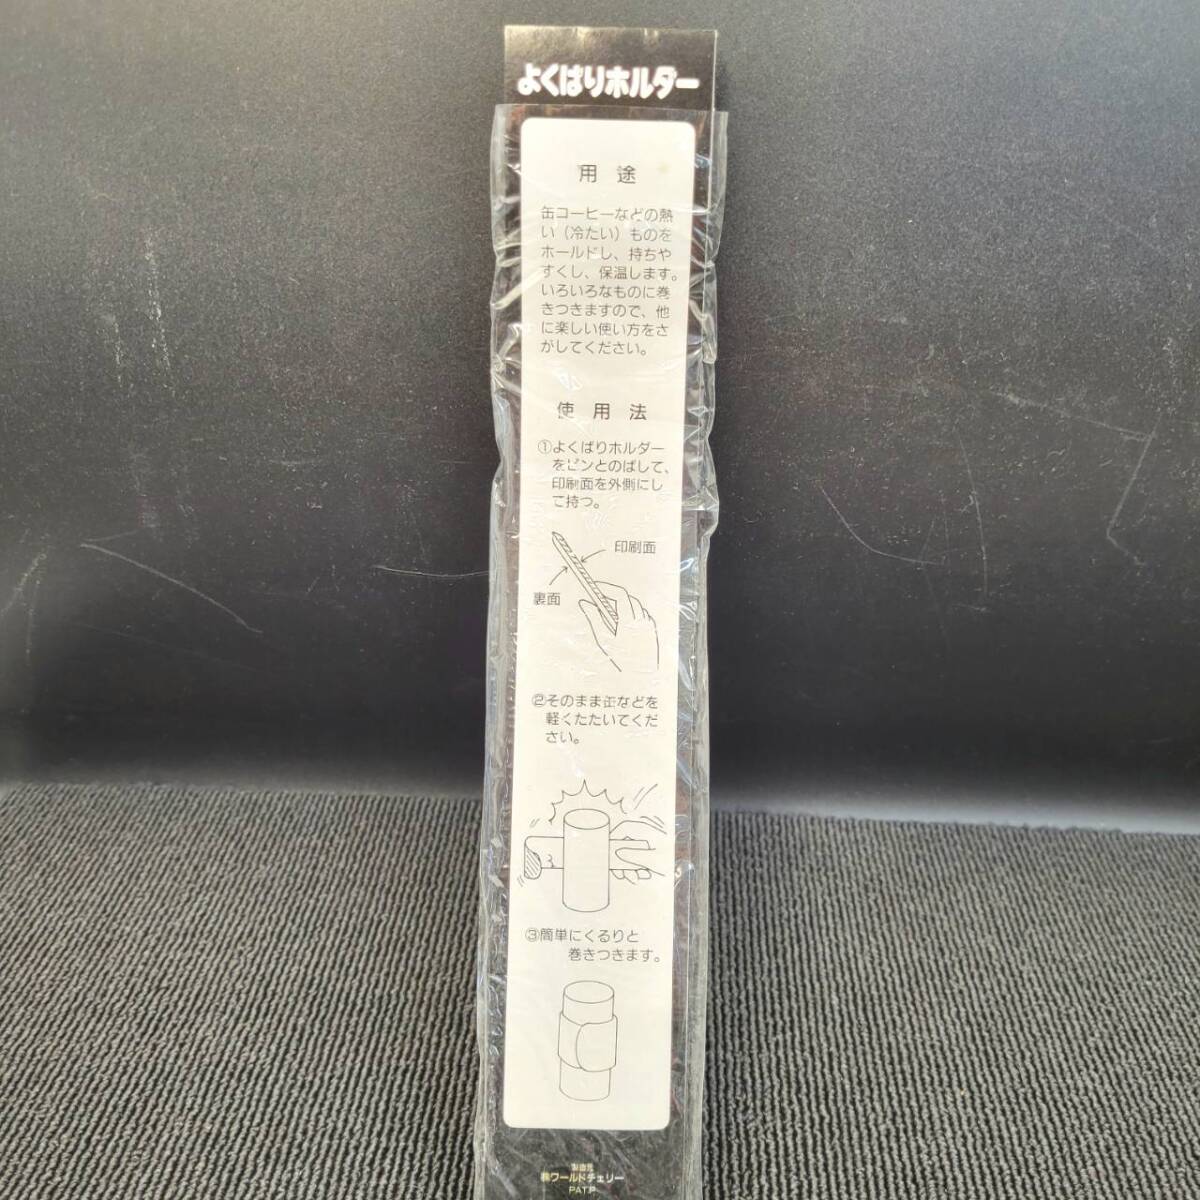 よくばりホルダー
用途
缶コーヒーなどの熱
い（冷たい）ものを
ホールドし、持ちや
すくし、保温します。
いろいろなものに巻
きつきますので、他
に楽しい使い方をさ
がしてください。
使用法
①よくばりホルダー
をピンとのばして、
印刷面を外側にし
て持つ。
印刷面
裏面
②そのまま缶などを
軽くたたいてくだ
さい。
③簡単にくるりと
巻きつきます。
製造元
㈱ワールドチェリー
PAT.P